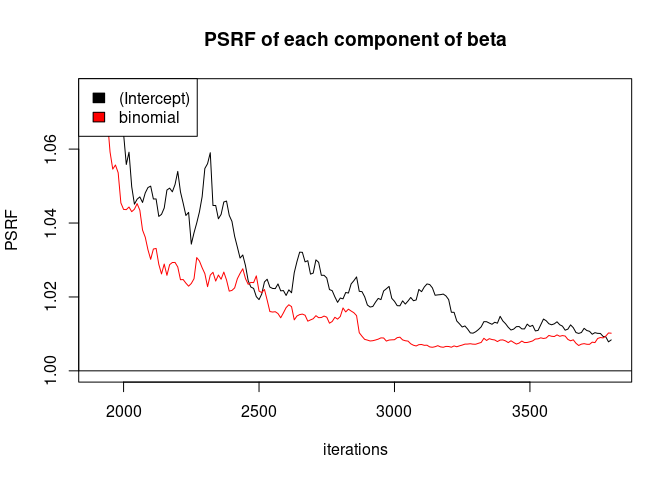 PSRF of each component of beta
(Intercept)
binomial
PSRF
1.06
1.04
1.02
1.00
2000 2500 3000 3500
iterations